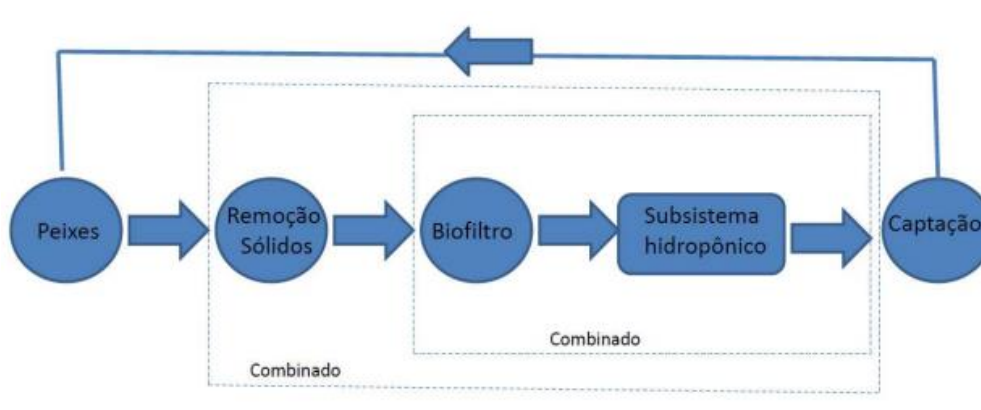 Peixes
Remoção
Sólidos
Biofiltro
Subsistema
hidropônico
Captação
Combinado
Combinado